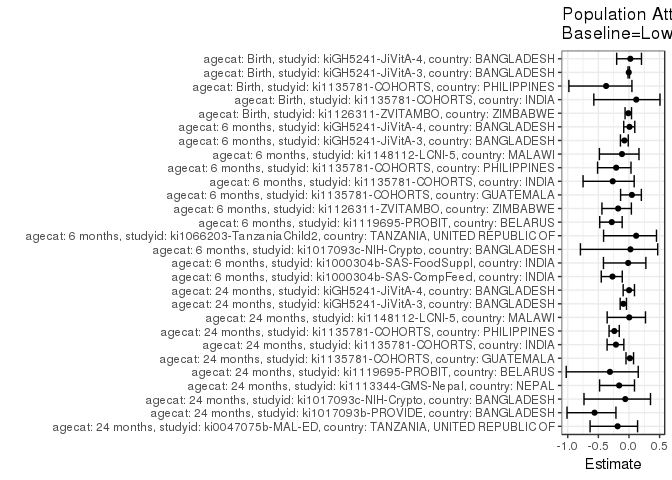 Population Att
Baseline=Low
agecat: Birth, studyid: kiGH5241-JiVitA-4, country: BANGLADESH
agecat: Birth, studyid: kiGH5241-JiVitA-3, country: BANGLADESH
agecat: Birth, studyid: ki1135781-COHORTS, country: PHILIPPINES
agecat: Birth, studyid: ki1135781-COHORTS, country: INDIA
agecat: Birth, studyid: ki1126311-ZVITAMBO, country: ZIMBABWE
agecat: 6 months, studyid: kiGH5241-JiVitA-4, country: BANGLADESH
agecat: 6 months, studyid: kiGH5241-JiVitA-3, country: BANGLADESH
agecat: 6 months, studyid: ki1148112-LCNI-5, country: MALAWI
agecat: 6 months, studyid: ki1135781-COHORTS, country: PHILIPPINES
agecat: 6 months, studyid: ki1135781-COHORTS, country: INDIA
agecat: 6 months, studyid: ki1135781-COHORTS, country: GUATEMALA
agecat: 6 months, studyid: ki1126311-ZVITAMBO, country: ZIMBABWE
agecat: 6 months, studyid: ki1119695-PROBIT, country: BELARUS
agecat: 6 months, studyid: ki1066203-TanzaniaChild2, country: TANZANIA, UNITED REPUBLIC OF
agecat: 6 months, studyid: ki1017093c-NIH-Crypto, country: BANGLADESH
agecat: 6 months, studyid: ki1000304b-SAS-FoodSuppl, country: INDIA
agecat: 6 months, studyid: ki1000304b-SAS-CompFeed, country: INDIA
agecat: 24 months, studyid: kiGH5241-JiVitA-4, country: BANGLADESH
agecat: 24 months, studyid: kiGH5241-JiVitA-3, country: BANGLADESH
agecat: 24 months, studyid: ki1148112-LCNI-5, country: MALAWI
agecat: 24 months, studyid: ki1135781-COHORTS, country: PHILIPPINES
agecat: 24 months, studyid: ki1135781-COHORTS, country: INDIA
agecat: 24 months, studyid: ki1135781-COHORTS, country: GUATEMALA
agecat: 24 months, studyid: ki1119695-PROBIT, country: BELARUS
agecat: 24 months, studyid: ki1113344-GMS-Nepal, country: NEPAL
agecat: 24 months, studyid: ki1017093c-NIH-Crypto, country: BANGLADESH
agecat: 24 months, studyid: ki1017093b-PROVIDE, country: BANGLADESH
agecat: 24 months, studyid: ki0047075b-MAL-ED, country: TANZANIA, UNITED REPUBLIC OF
-1.0 -0.5 0.0 0.5
Estimate